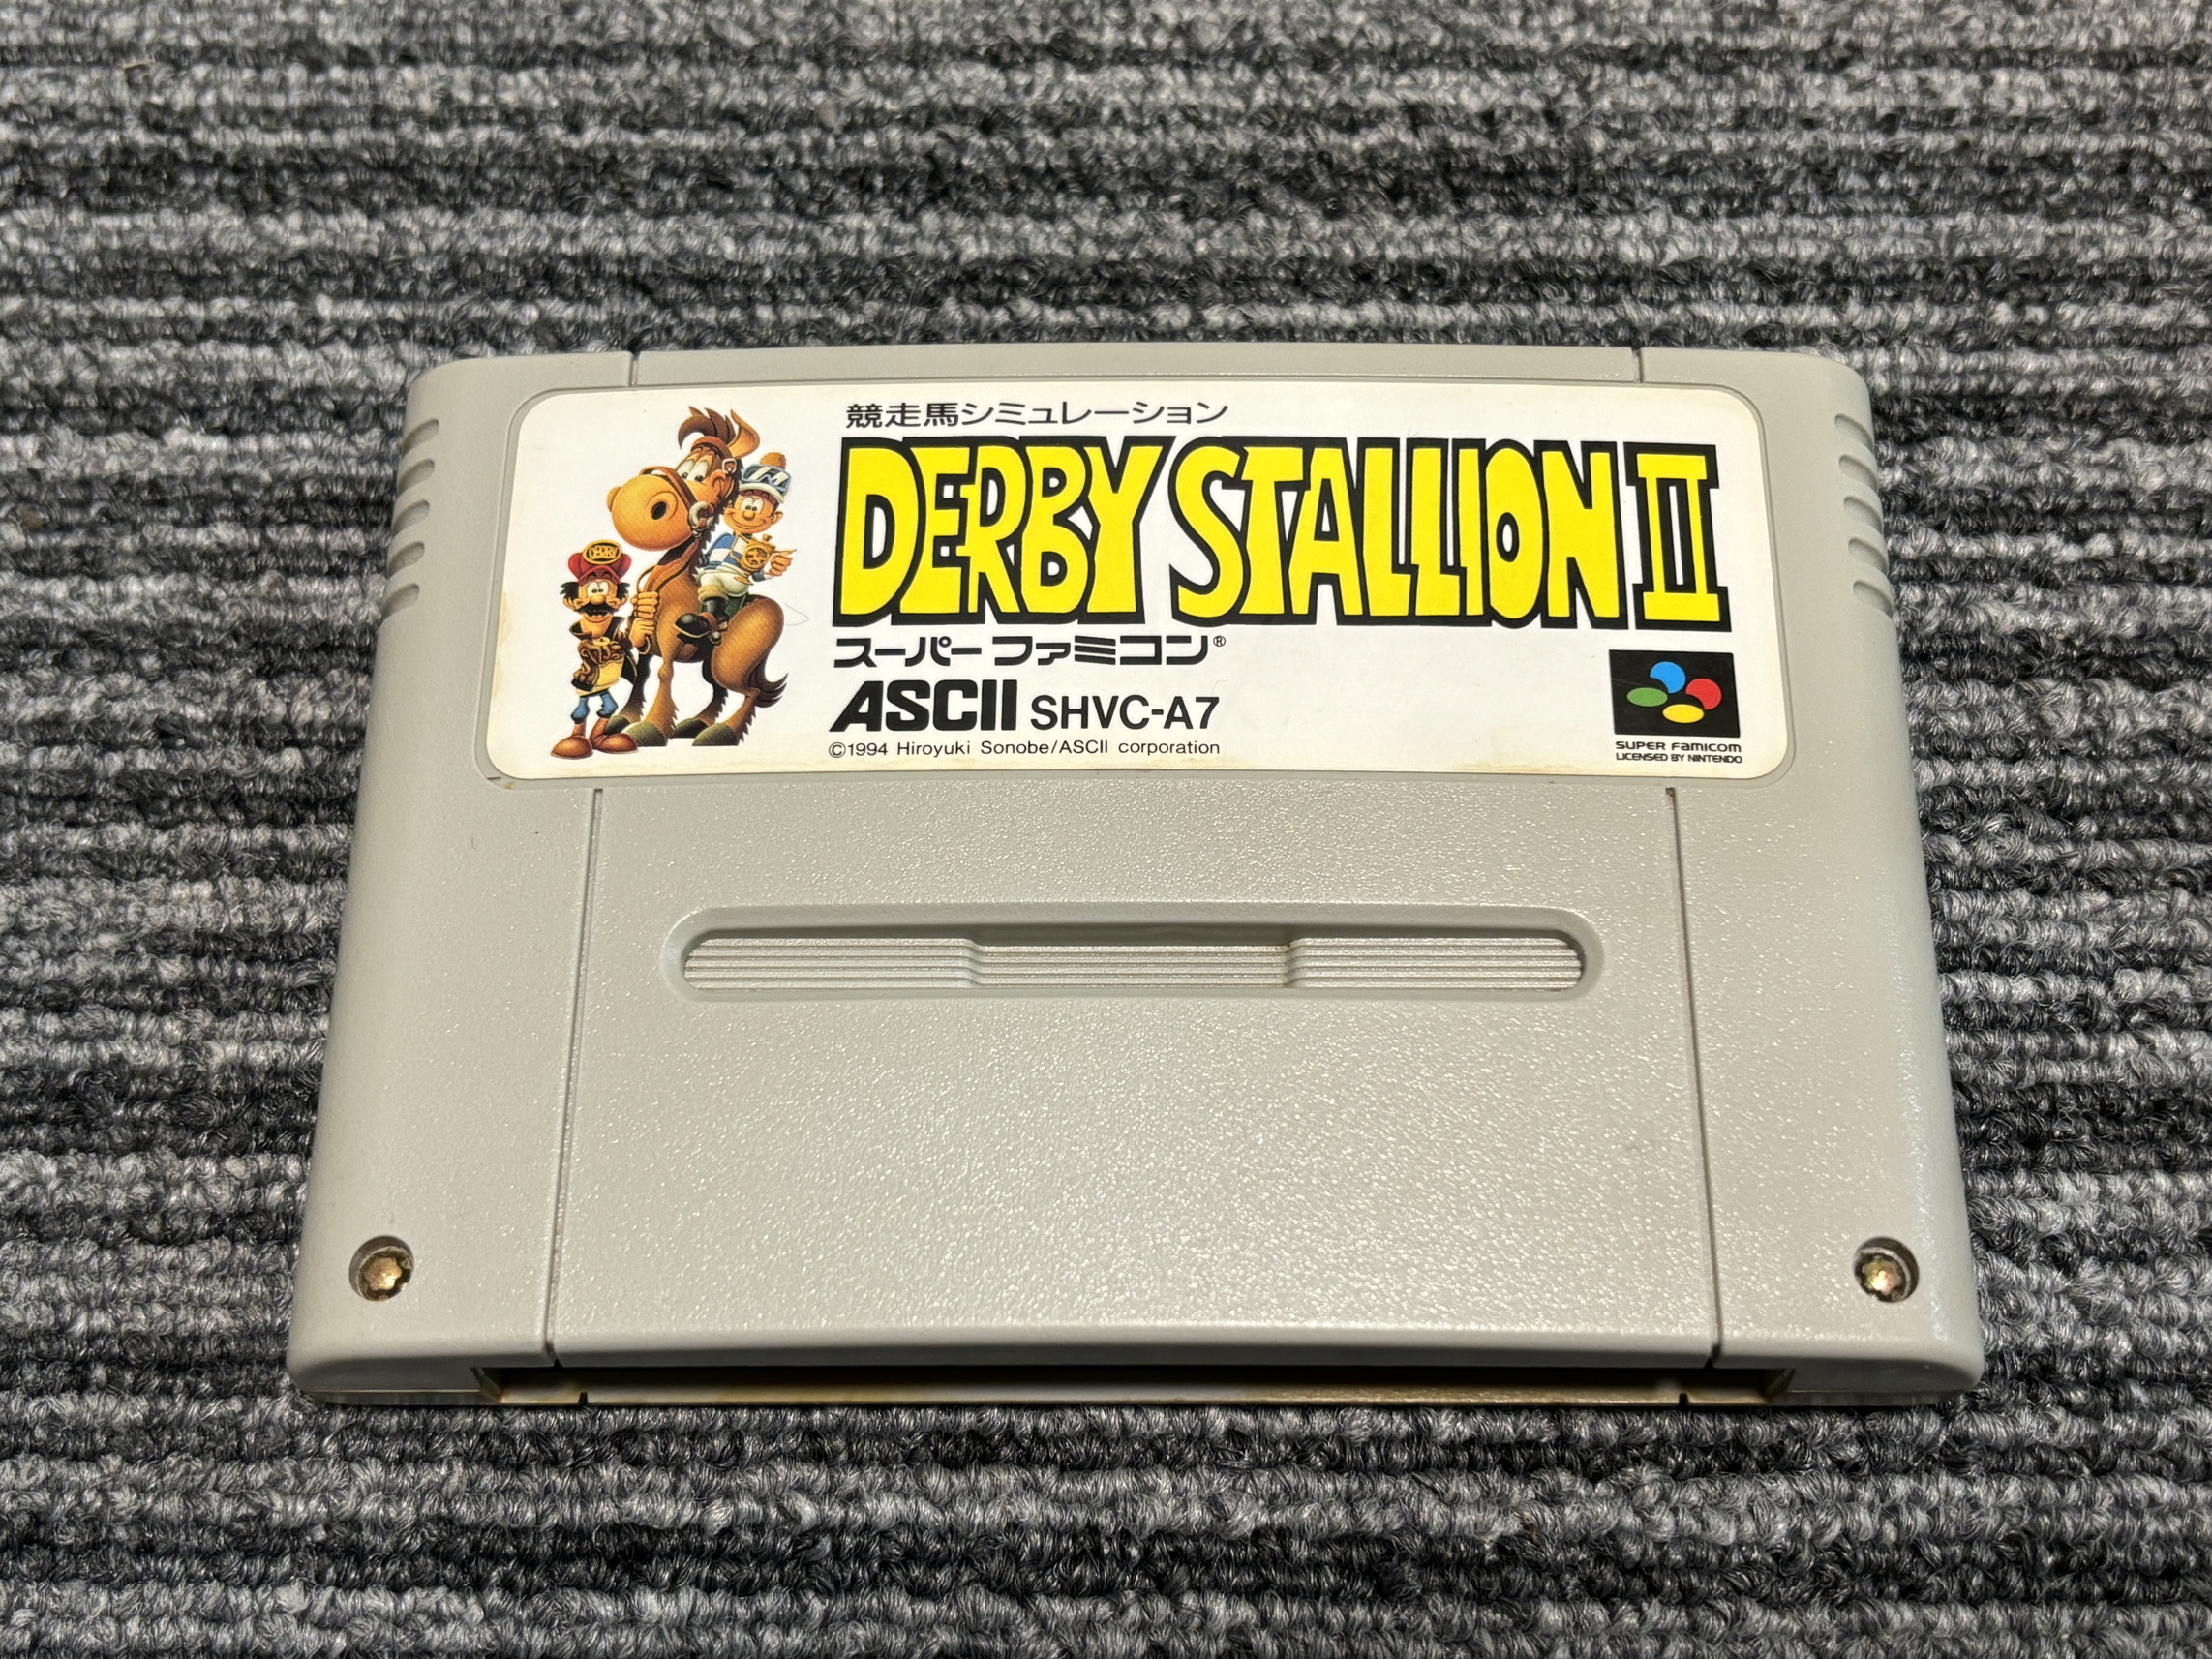 競走馬シミュレーション
DERBY STALLION II
スーパーファミコン®
ASCII SHVC-A7
©1994 Hiroyuki Sonobe/ASCII corporation
SUPER FAMICOM
LICENSED BY NINTENDO
DERBY
N